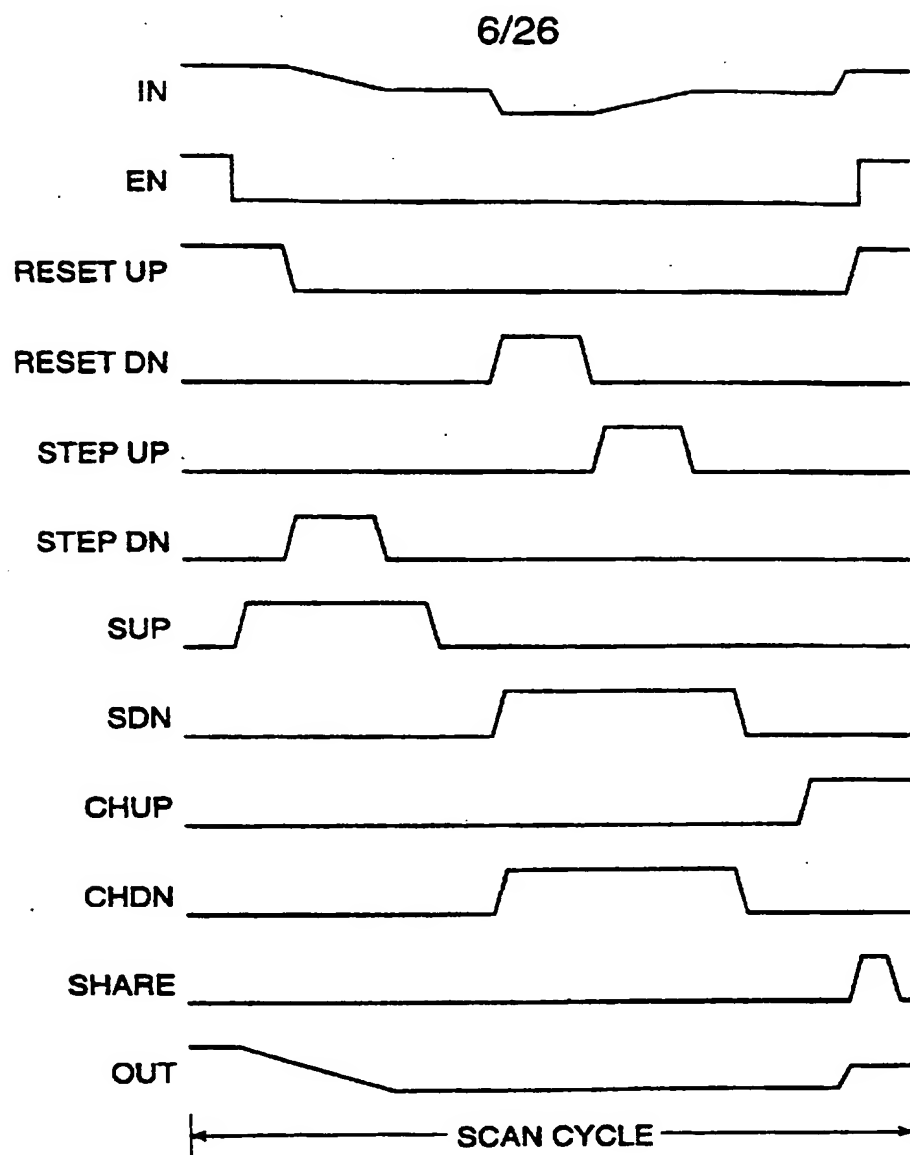 6/26
IN
EN
RESET UP
RESET DN
STEP UP
STEP DN
SUP
SDN
CHUP
CHDN
SHARE
OUT
SCAN CYCLE